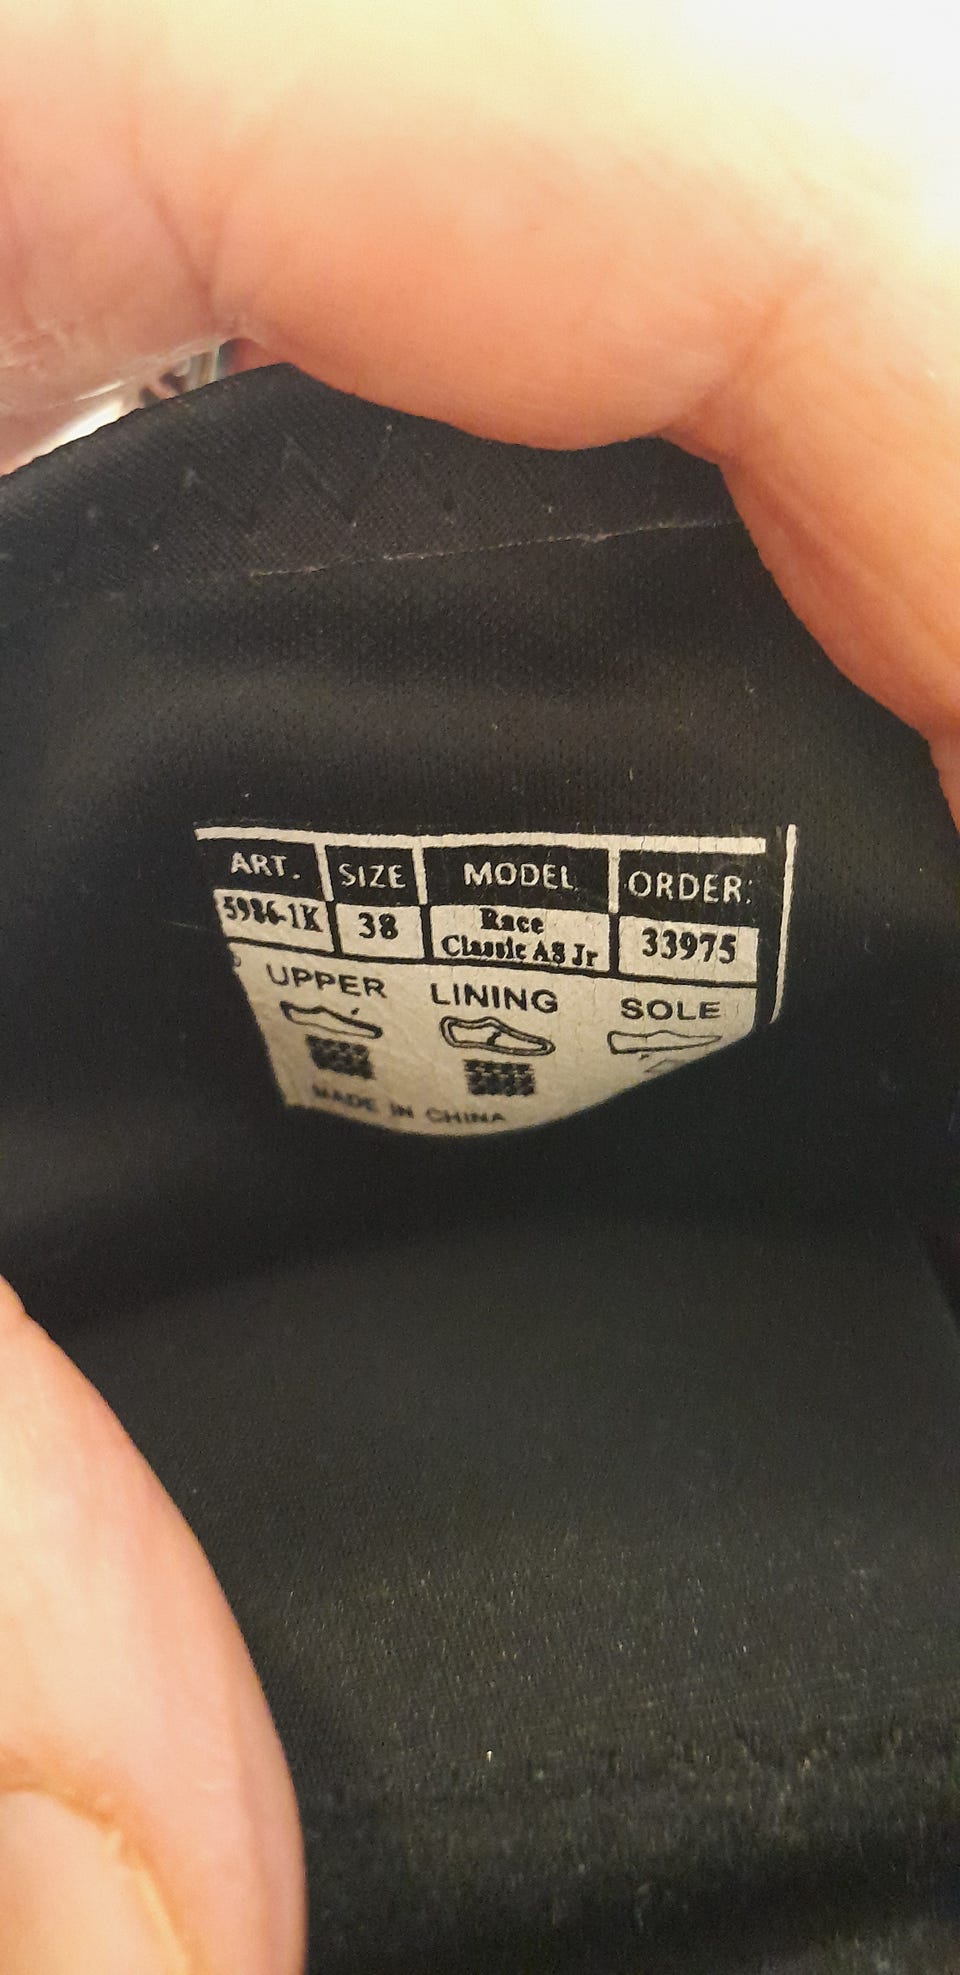 ART. SIZE MODEL ORDER:
5986-1K 38 Race Classic A8 Jr 33975
UPPER LINING SOLE
MADE IN CHINA